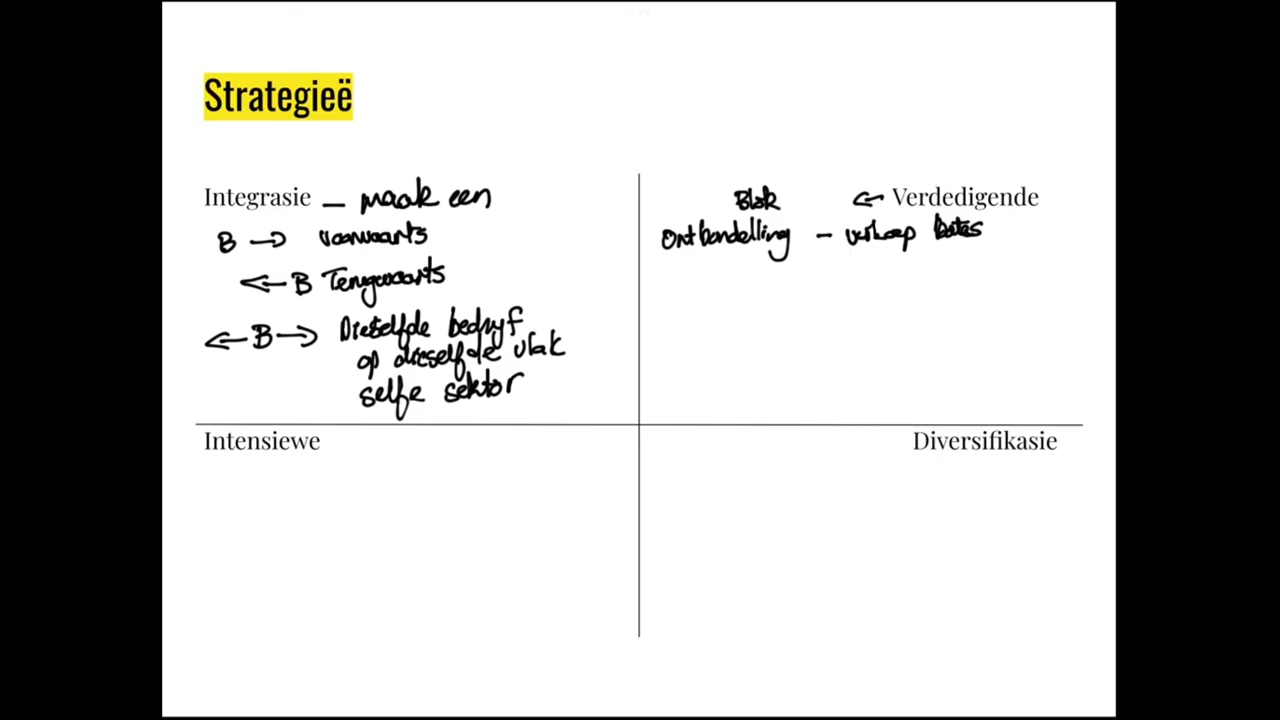 Strategieë
Integrasie – maak een
B → voorwaarts
← B Terugwaarts
← B → Dieselfde bedryf
op dieselfde vlak
selfe sektor
Blok ← Verdedigende
Ontbondelling – verkoop bates
Intensiewe
Diversifikasie